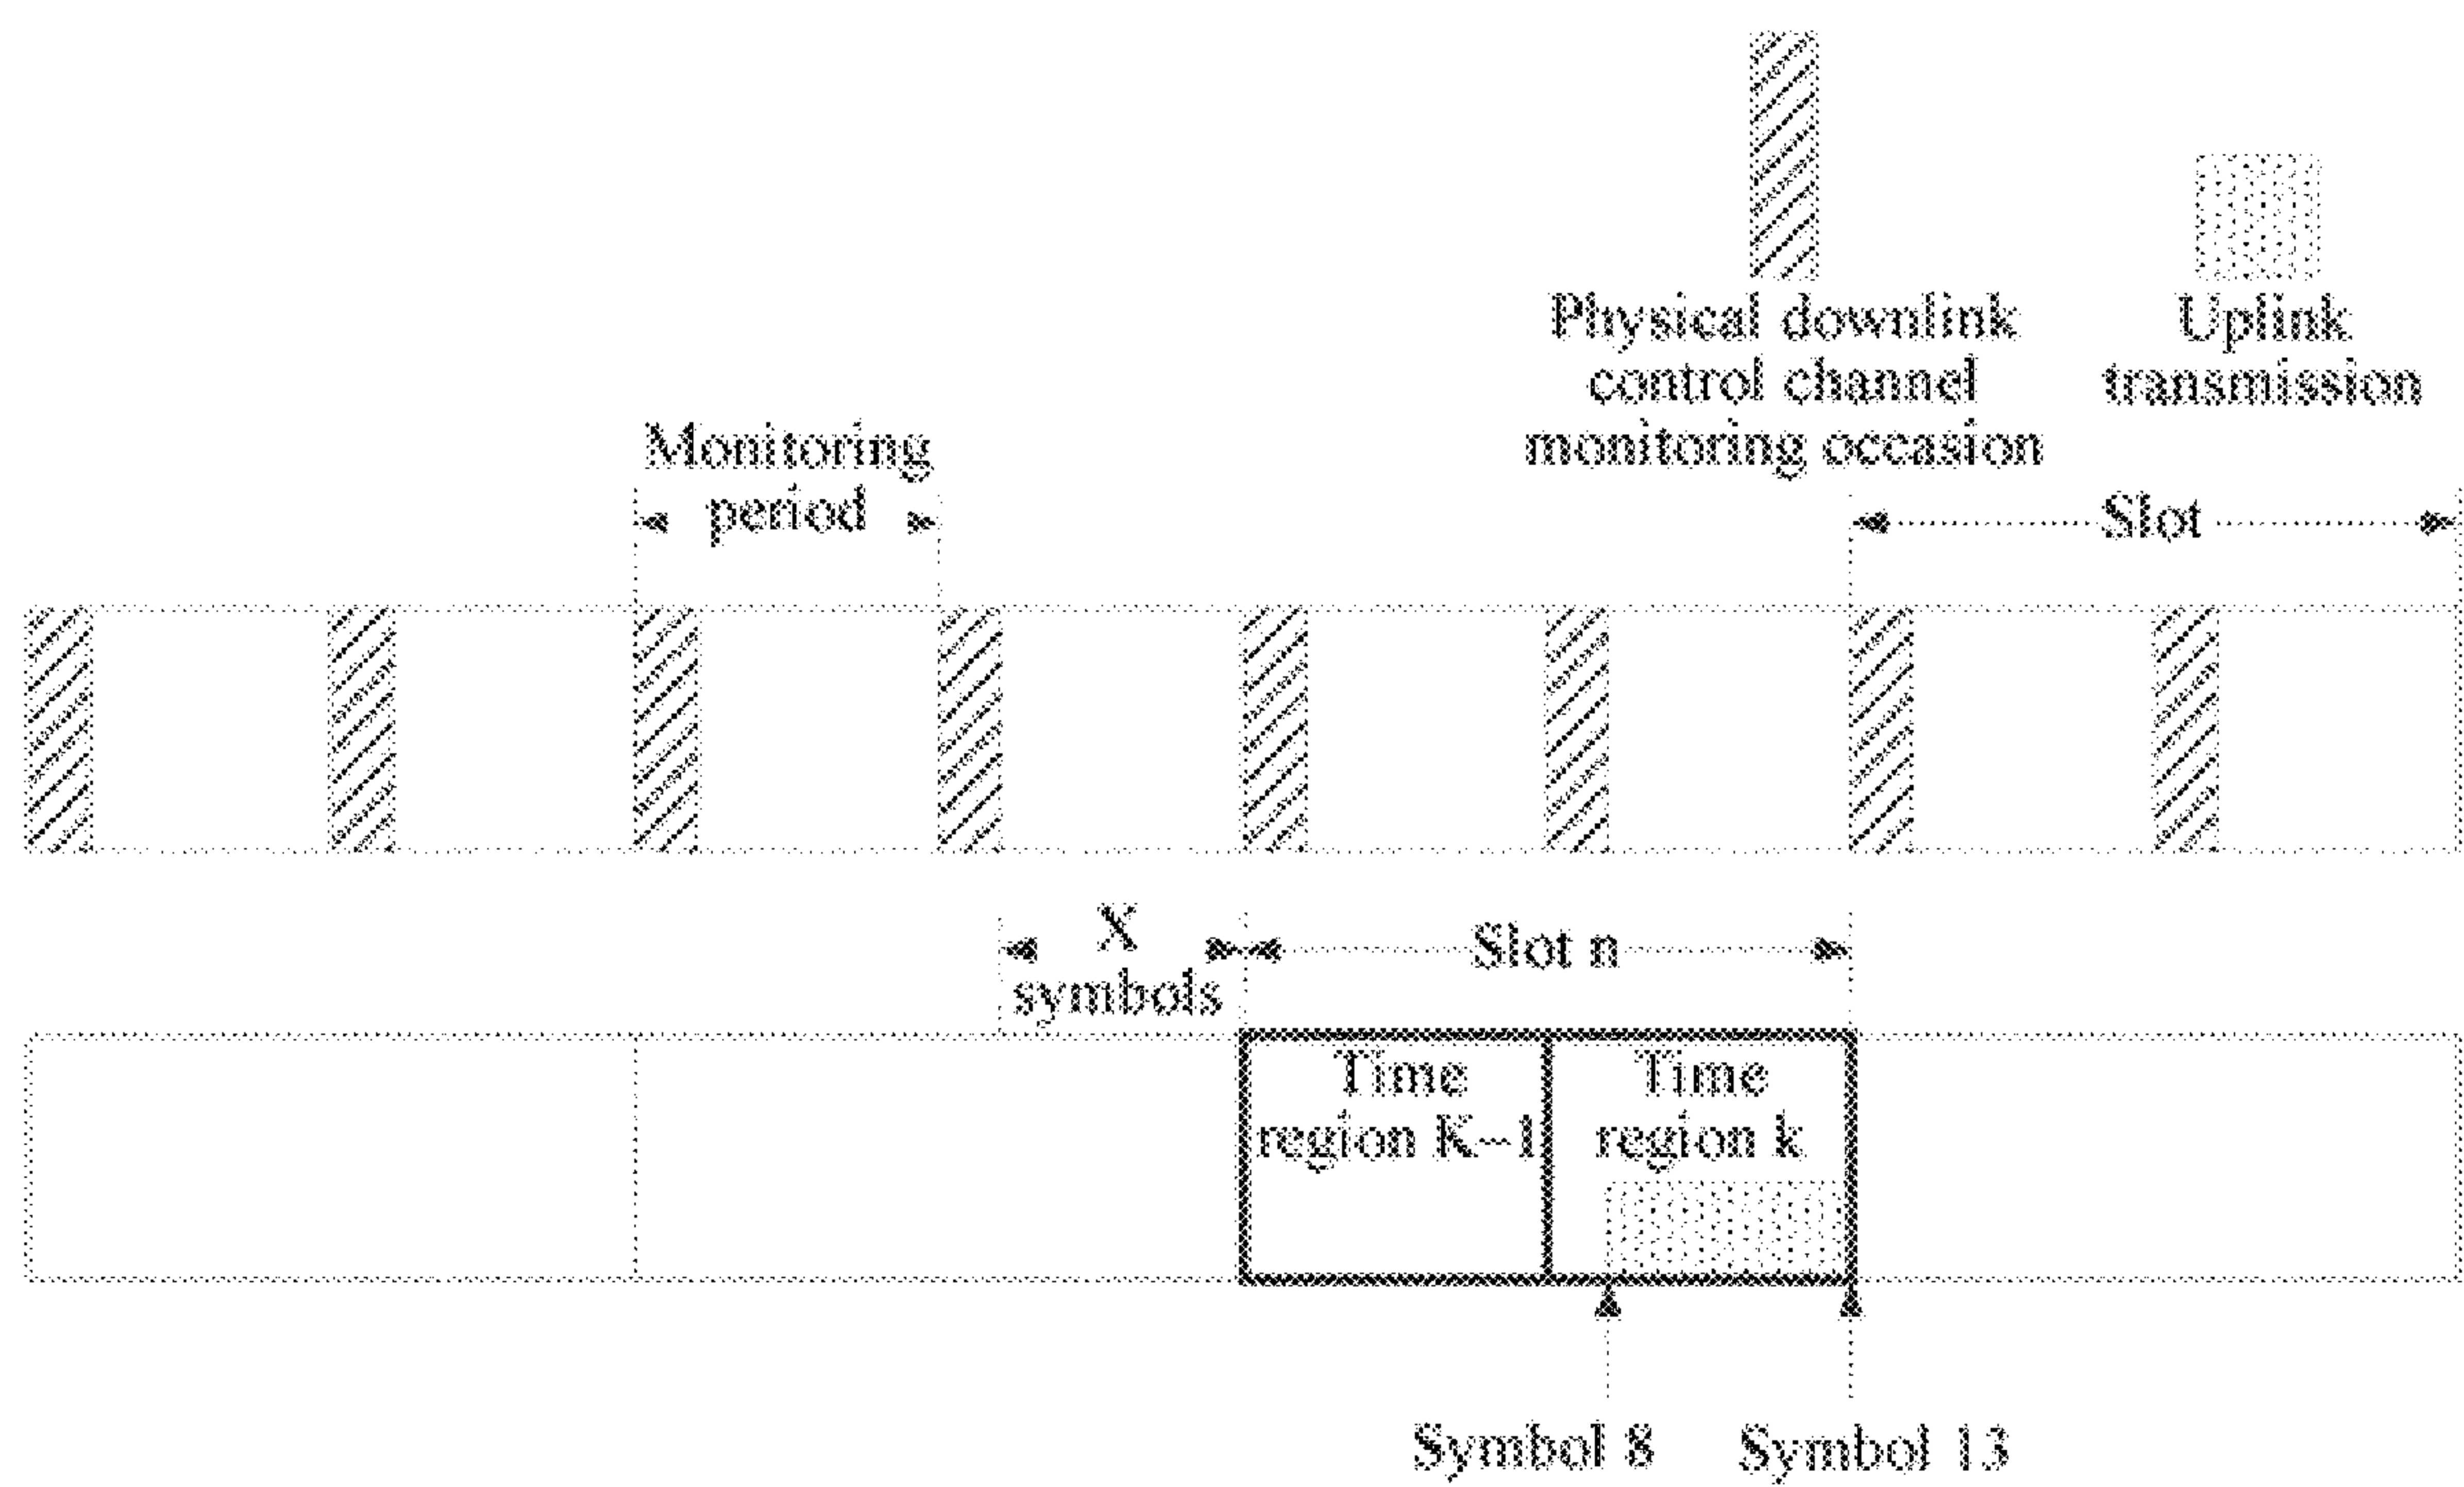 Physical downlink
control channel
monitoring occasion
Uplink
transmission
Monitoring
period
Slot
X
symbols
Slot n
Time
region K-1
Time
region k
Symbol 8
Symbol 13